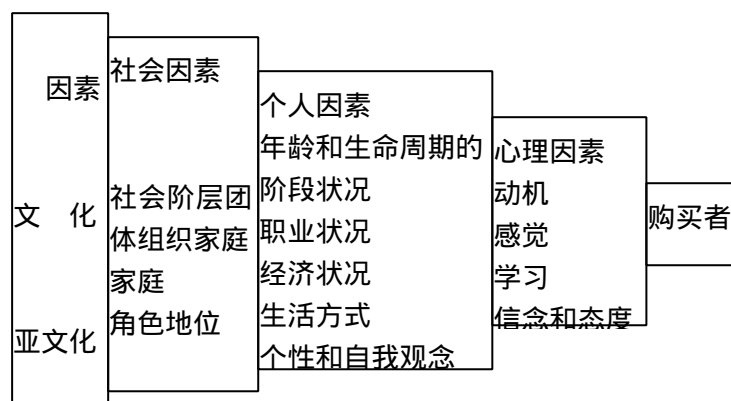 因素
文 化
亚文化
社会因素
社会阶层团
体组织家庭
家庭
角色地位
个人因素
年龄和生命周期的
阶段状况
职业状况
经济状况
生活方式
个性和自我观念
心理因素
动机
感觉
学习
信念和态度
购买者